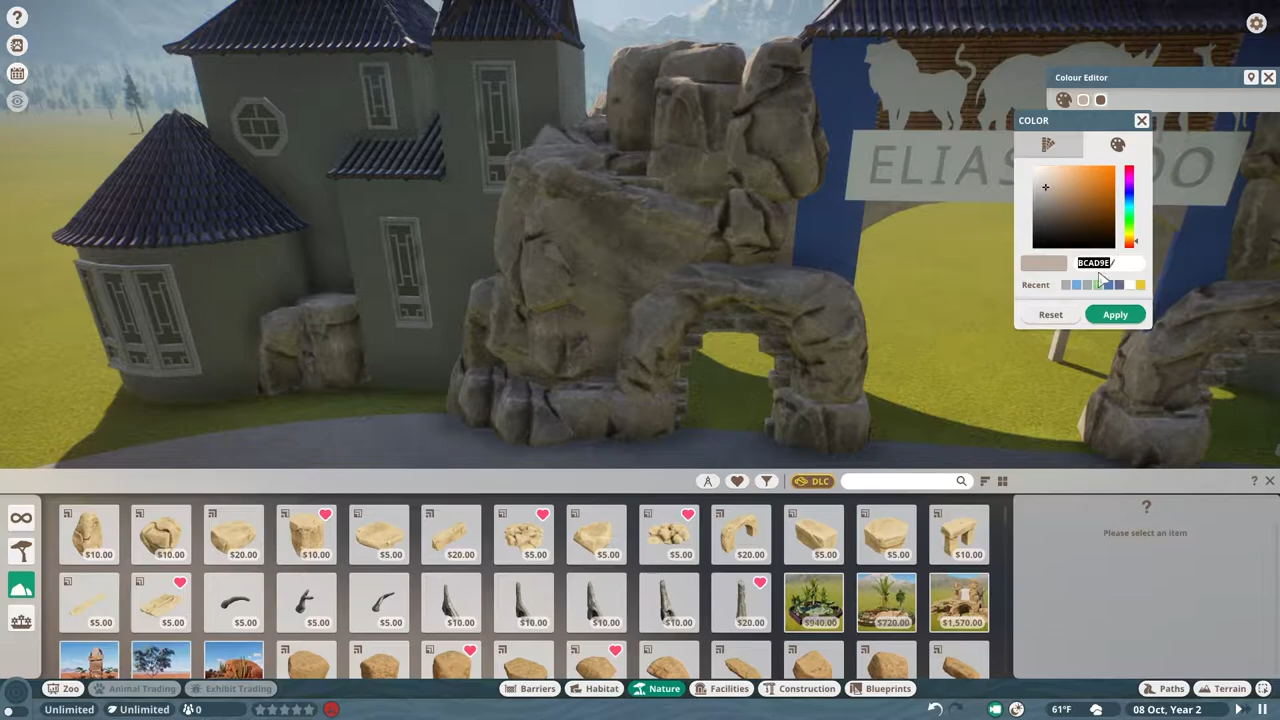 Colour Editor
COLOR
ELIAS ZOO
BCAD9E
Recent
Reset
Apply
DLC
?
Please select an item
$10.00 $10.00 $20.00 $10.00 $5.00 $20.00 $5.00 $5.00 $5.00 $20.00 $5.00 $5.00 $10.00
$5.00 $5.00 $5.00 $5.00 $5.00 $10.00 $10.00 $10.00 $10.00 $20.00 $940.00 $720.00 $1,570.00
Zoo Animal Trading Exhibit Trading Barriers Habitat Nature Facilities Construction Blueprints Paths Terrain
Unlimited Unlimited 0 61°F 08 Oct, Year 2